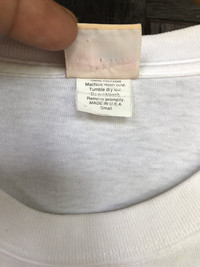 Machine wash cold.
Tumble dry low.
Remove promptly.
MADE IN U.S.A.
Small